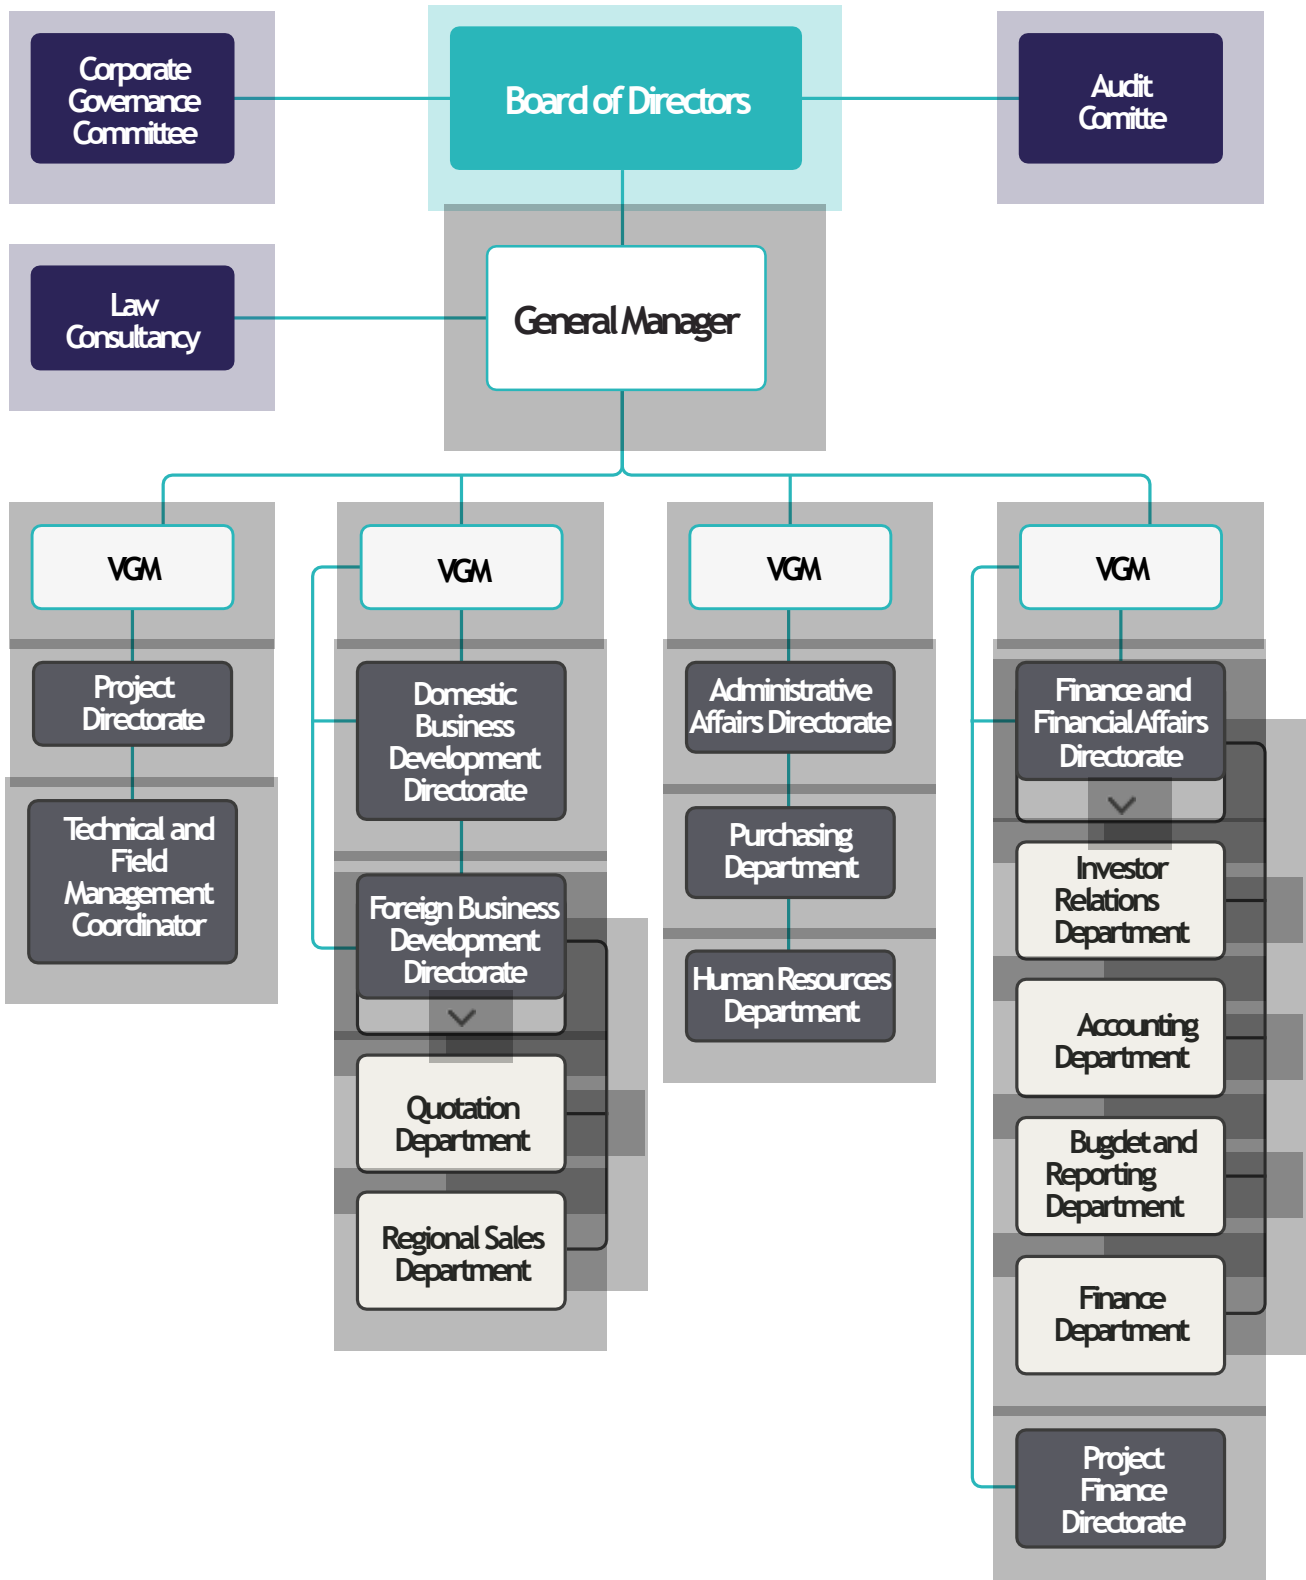 Corporate
Governance
Committee
Board of Directors
Audit
Comitte
Law
Consultancy
General Manager
VGM
VGM
VGM
VGM
Project
Directorate
Technical and
Field
Management
Coordinator
Domestic
Business
Development
Directorate
Foreign Business
Development
Directorate
Quotation
Department
Regional Sales
Department
Administrative
Affairs Directorate
Purchasing
Department
Human Resources
Department
Finance and
Financial Affairs
Directorate
Investor
Relations
Department
Accounting
Department
Bugdet and
Reporting
Department
Finance
Department
Project
Finance
Directorate